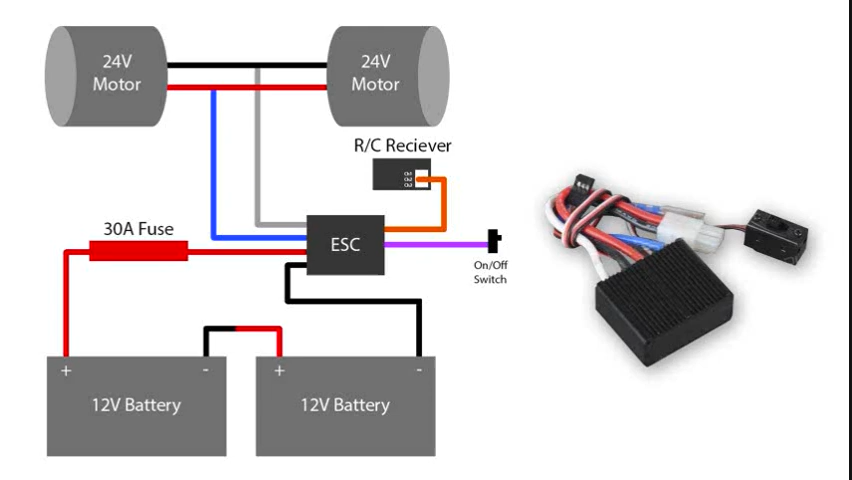 24V
Motor
24V
Motor
R/C Reciever
30A Fuse
ESC
On/Off
Switch
+
-
+
-
12V Battery
12V Battery